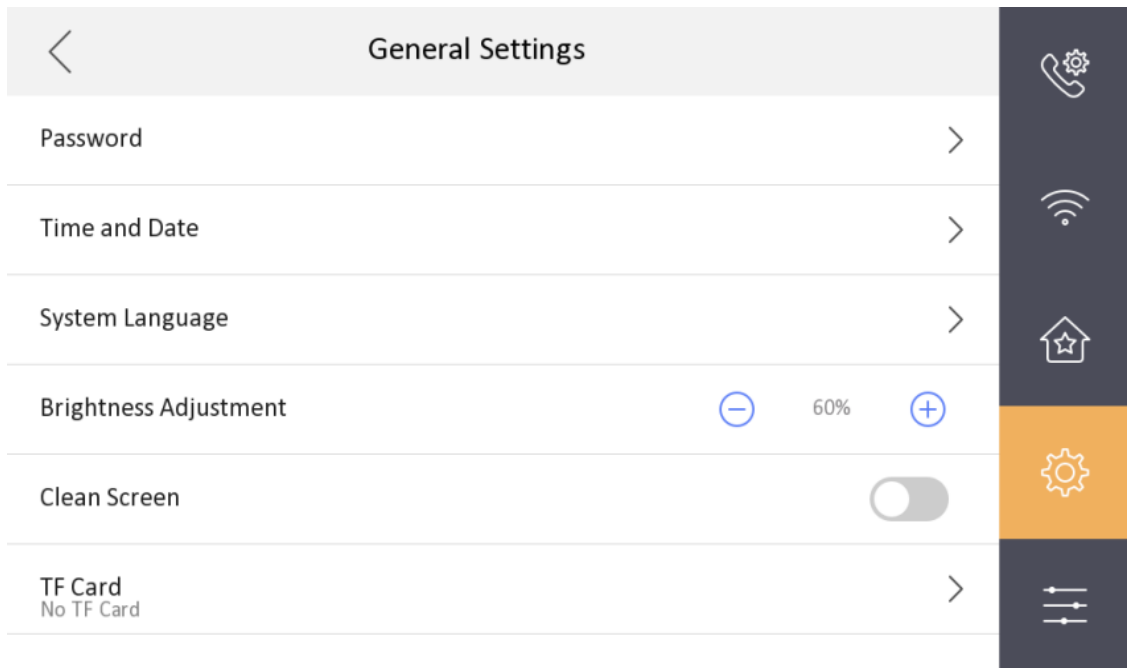 General Settings
Password
Time and Date
System Language
Brightness Adjustment 60%
Clean Screen
TF Card
No TF Card